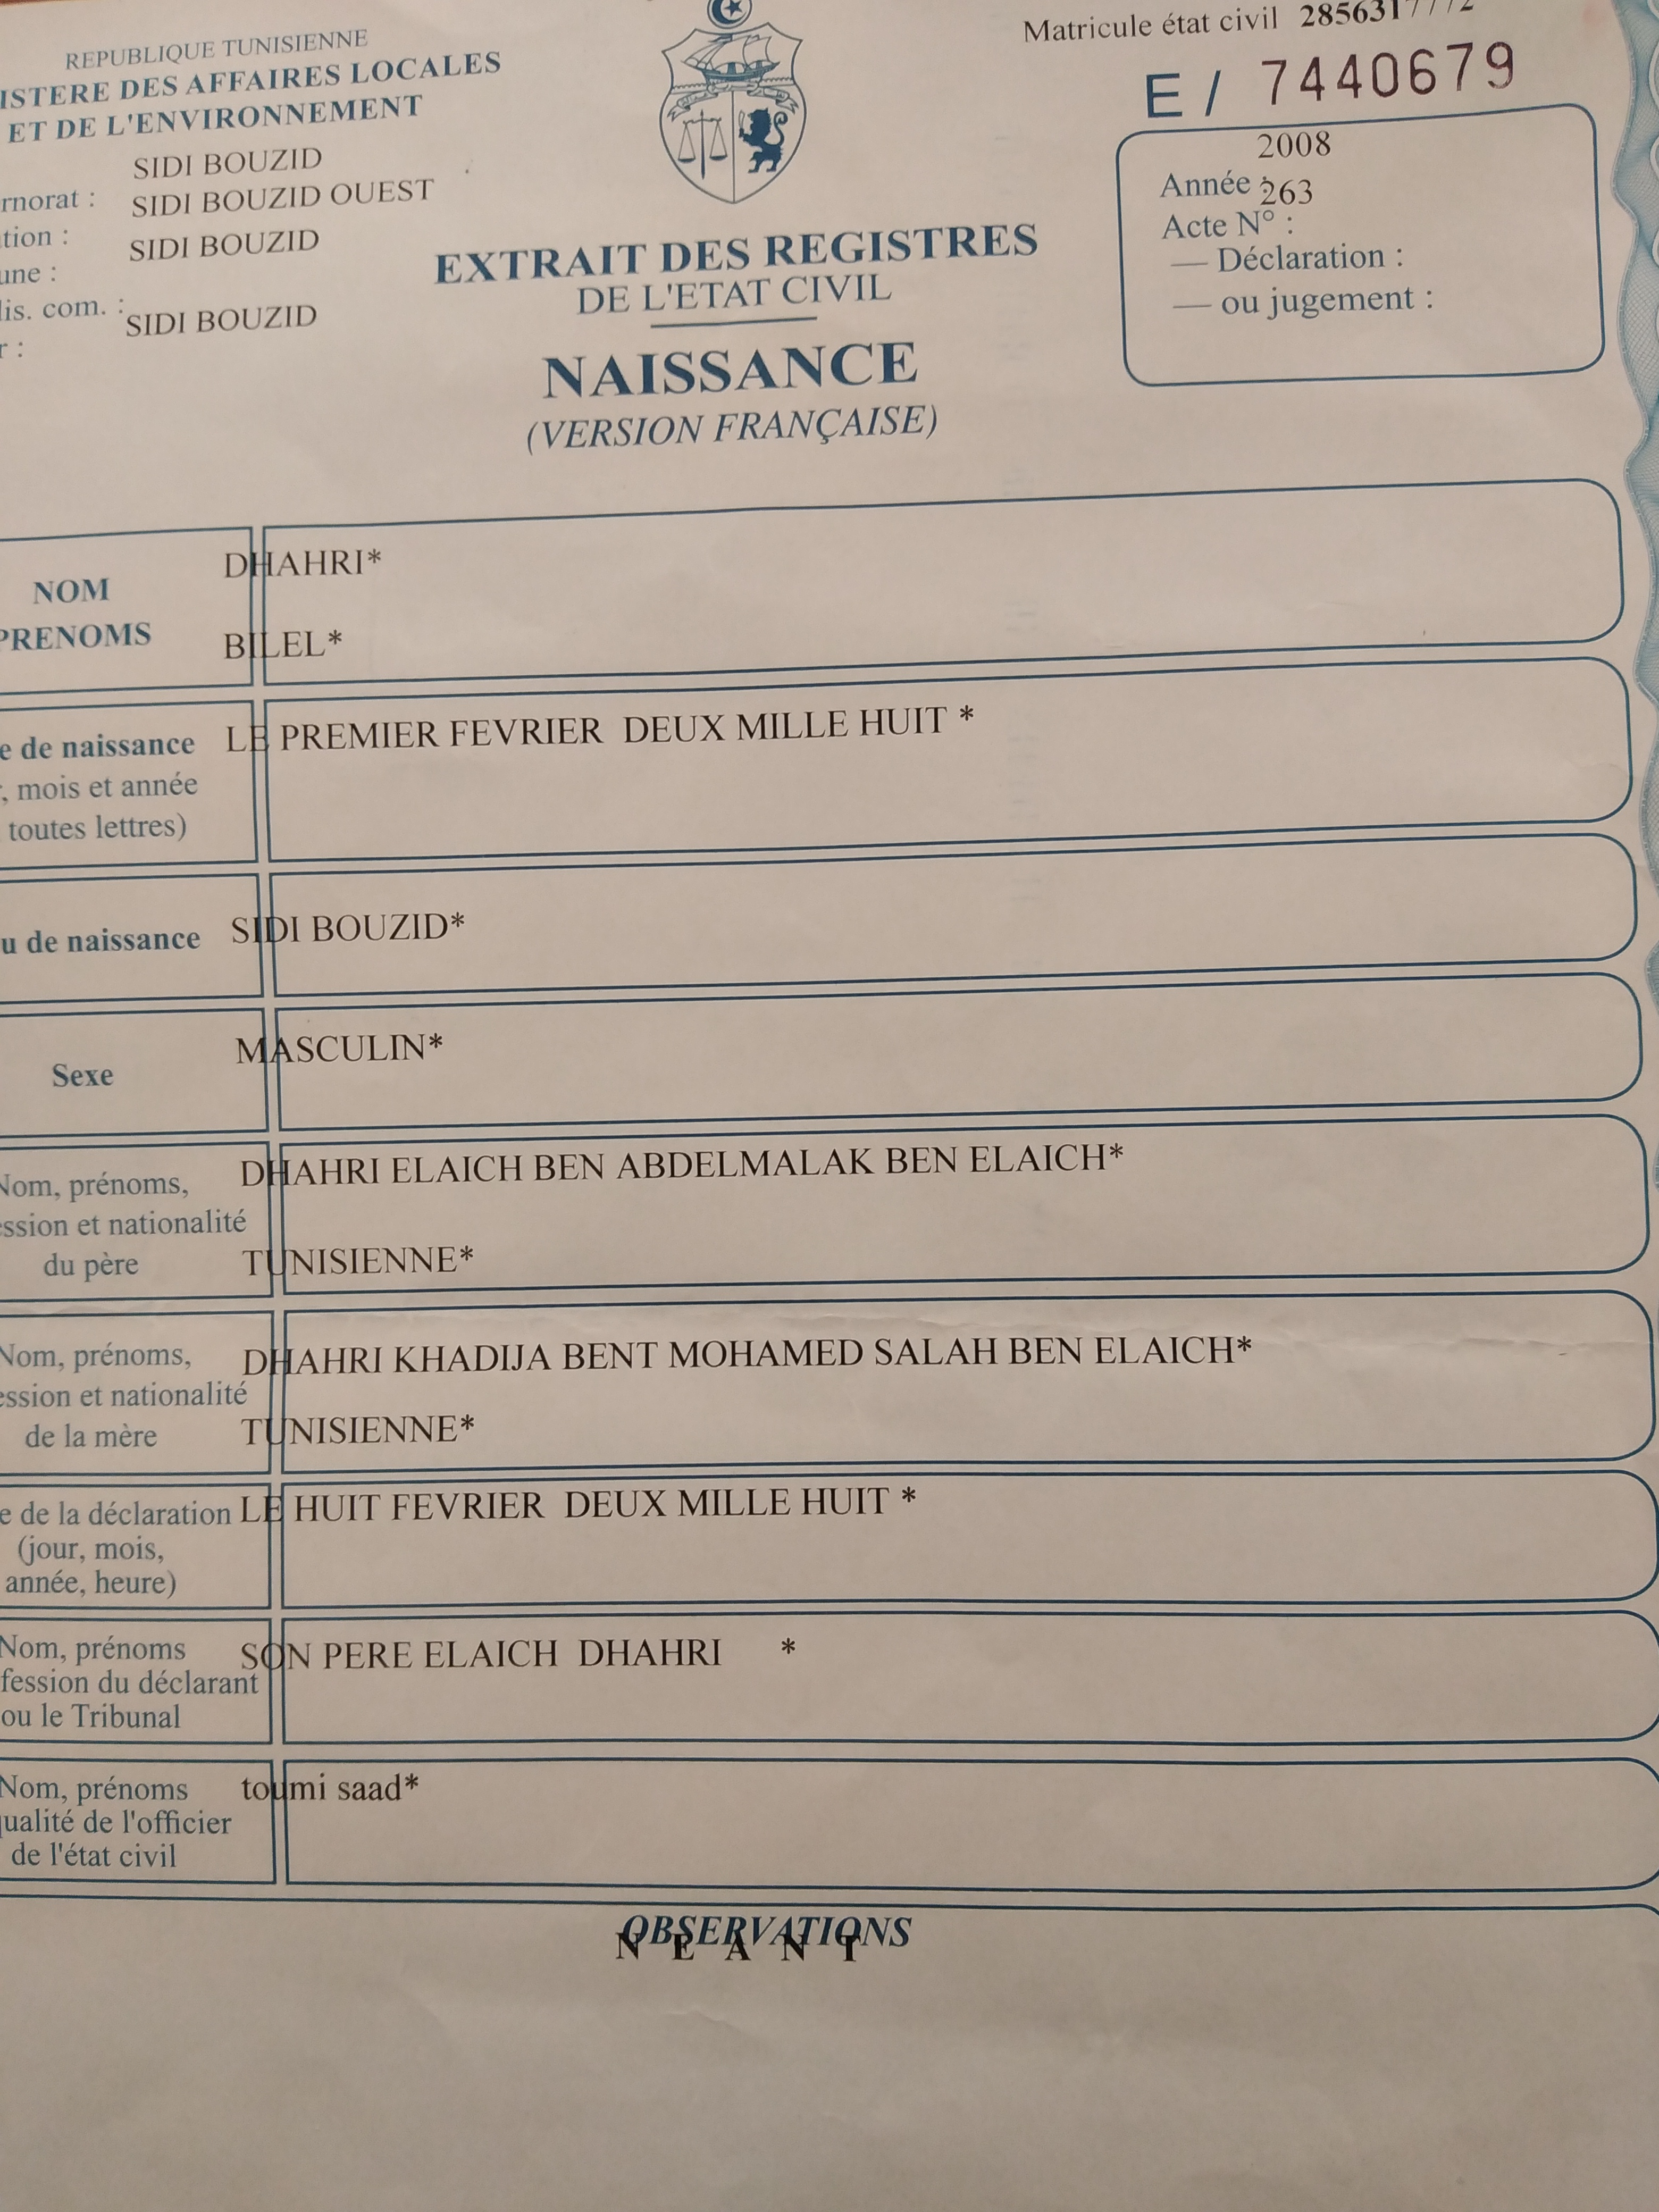 REPUBLIQUE TUNISIENNE
ISTERE DES AFFAIRES LOCALES
ET DE L'ENVIRONNEMENT
SIDI BOUZID
rnorat : SIDI BOUZID OUEST
tion : SIDI BOUZID
une :
lis. com. : SIDI BOUZID
r :
Matricule état civil
E / 7440679
2008
Année :
263
Acte N° :
— Déclaration :
— ou jugement :
EXTRAIT DES REGISTRES
DE L'ETAT CIVIL
NAISSANCE
(VERSION FRANÇAISE)
NOM DHAHRI*
PRENOMS BILEL*
e de naissance LE PREMIER FEVRIER DEUX MILLE HUIT *
, mois et année
toutes lettres)
u de naissance SIDI BOUZID*
Sexe MASCULIN*
Nom, prénoms, DHAHRI ELAICH BEN ABDELMALAK BEN ELAICH*
ession et nationalité
du père TUNISIENNE*
Nom, prénoms, DHAHRI KHADIJA BENT MOHAMED SALAH BEN ELAICH*
ession et nationalité
de la mère TUNISIENNE*
e de la déclaration LE HUIT FEVRIER DEUX MILLE HUIT *
(jour, mois,
année, heure)
Nom, prénoms SON PERE ELAICH DHAHRI *
fession du déclarant
ou le Tribunal
Nom, prénoms toumi saad*
qualité de l'officier
de l'état civil
OBSERVATIONS
N E A N T